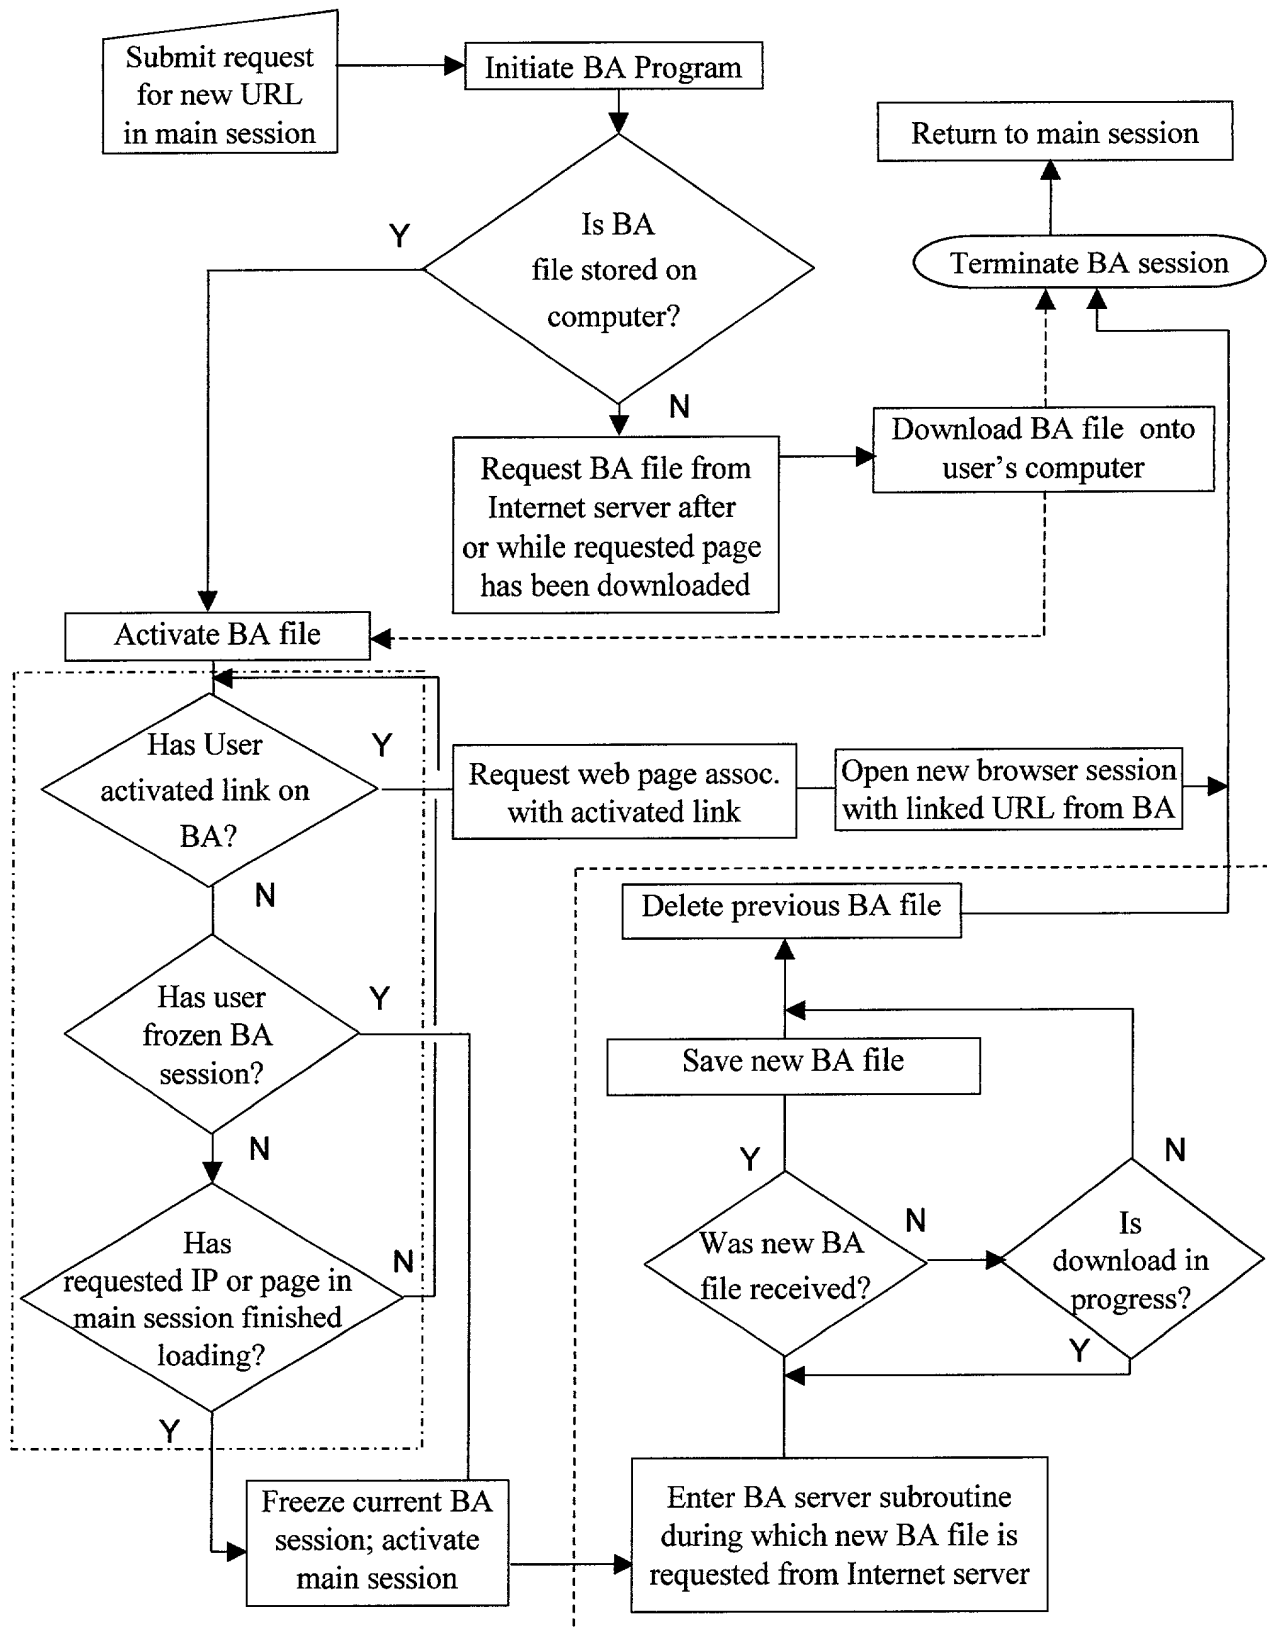 Submit request
for new URL
in main session
Initiate BA Program
Return to main session
Is BA
file stored on
computer?
Y
N
Terminate BA session
Request BA file from
Internet server after
or while requested page
has been downloaded
Download BA file onto
user's computer
Activate BA file
Has User
activated link on
BA?
Y
N
Request web page assoc.
with activated link
Open new browser session
with linked URL from BA
Has user
frozen BA
session?
Y
N
Has
requested IP or page in
main session finished
loading?
N
Y
Freeze current BA
session; activate
main session
Delete previous BA file
Save new BA file
Y
N
Was new BA
file received?
N
Is
download in
progress?
Y
Enter BA server subroutine
during which new BA file is
requested from Internet server